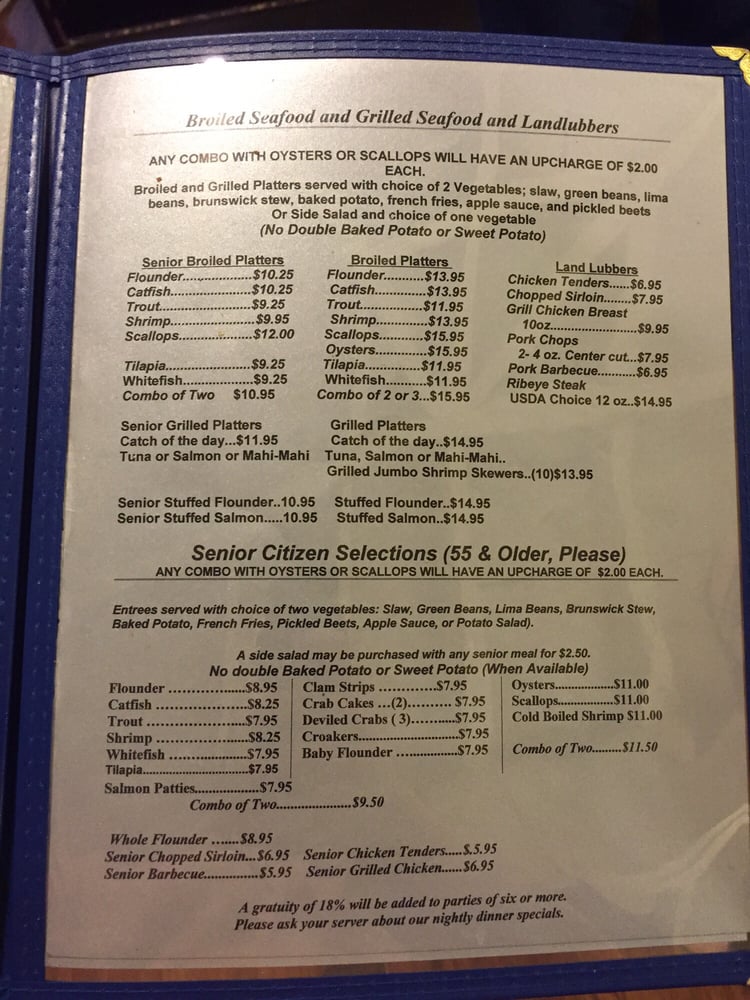 Broiled Seafood and Grilled Seafood and Landlubbers
ANY COMBO WITH OYSTERS OR SCALLOPS WILL HAVE AN UPCHARGE OF $2.00
EACH.
Broiled and Grilled Platters served with choice of 2 Vegetables; slaw, green beans, lima
beans, brunswick stew, baked potato, french fries, apple sauce, and pickled beets
Or Side Salad and choice of one vegetable
(No Double Baked Potato or Sweet Potato)
Senior Broiled Platters
Flounder....................$10.25
Catfish.......................$10.25
Trout..........................$9.25
Shrimp.......................$9.95
Scallops.....................$12.00
Tilapia.......................$9.25
Whitefish....................$9.25
Combo of Two $10.95
Broiled Platters
Flounder...........$13.95
Catfish..............$13.95
Trout.................$11.95
Shrimp..............$13.95
Scallops............$15.95
Oysters.............$15.95
Tilapia...............$11.95
Whitefish...........$11.95
Combo of 2 or 3...$15.95
Land Lubbers
Chicken Tenders......$6.95
Chopped Sirloin........$7.95
Grill Chicken Breast
10oz.........................$9.95
Pork Chops
2- 4 oz. Center cut...$7.95
Pork Barbecue..........$6.95
Ribeye Steak
USDA Choice 12 oz..$14.95
Senior Grilled Platters
Catch of the day...$11.95
Tuna or Salmon or Mahi-Mahi
Grilled Platters
Catch of the day..$14.95
Tuna, Salmon or Mahi-Mahi..
Grilled Jumbo Shrimp Skewers..(10)$13.95
Senior Stuffed Flounder..10.95
Senior Stuffed Salmon.....10.95
Stuffed Flounder..$14.95
Stuffed Salmon..$14.95
Senior Citizen Selections (55 & Older, Please)
ANY COMBO WITH OYSTERS OR SCALLOPS WILL HAVE AN UPCHARGE OF $2.00 EACH.
Entrees served with choice of two vegetables: Slaw, Green Beans, Lima Beans, Brunswick Stew,
Baked Potato, French Fries, Pickled Beets, Apple Sauce, or Potato Salad).
A side salad may be purchased with any senior meal for $2.50.
No double Baked Potato or Sweet Potato (When Available)
Flounder ...................$8.95
Catfish ......................$8.25
Trout .........................$7.95
Shrimp ......................$8.25
Whitefish ...................$7.95
Tilapia.........................$7.95
Salmon Patties...................$7.95
Combo of Two.....................$9.50
Clam Strips .............$7.95
Crab Cakes ...(2).......... $7.95
Deviled Crabs ( 3)..........$7.95
Croakers.........................$7.95
Baby Flounder ...............$7.95
Oysters...................$11.00
Scallops...................$11.00
Cold Boiled Shrimp $11.00
Combo of Two.........$11.50
Whole Flounder .......$8.95
Senior Chopped Sirloin...$6.95
Senior Barbecue...............$5.95
Senior Chicken Tenders.....$.5.95
Senior Grilled Chicken......$6.95
A gratuity of 18% will be added to parties of six or more.
Please ask your server about our nightly dinner specials.